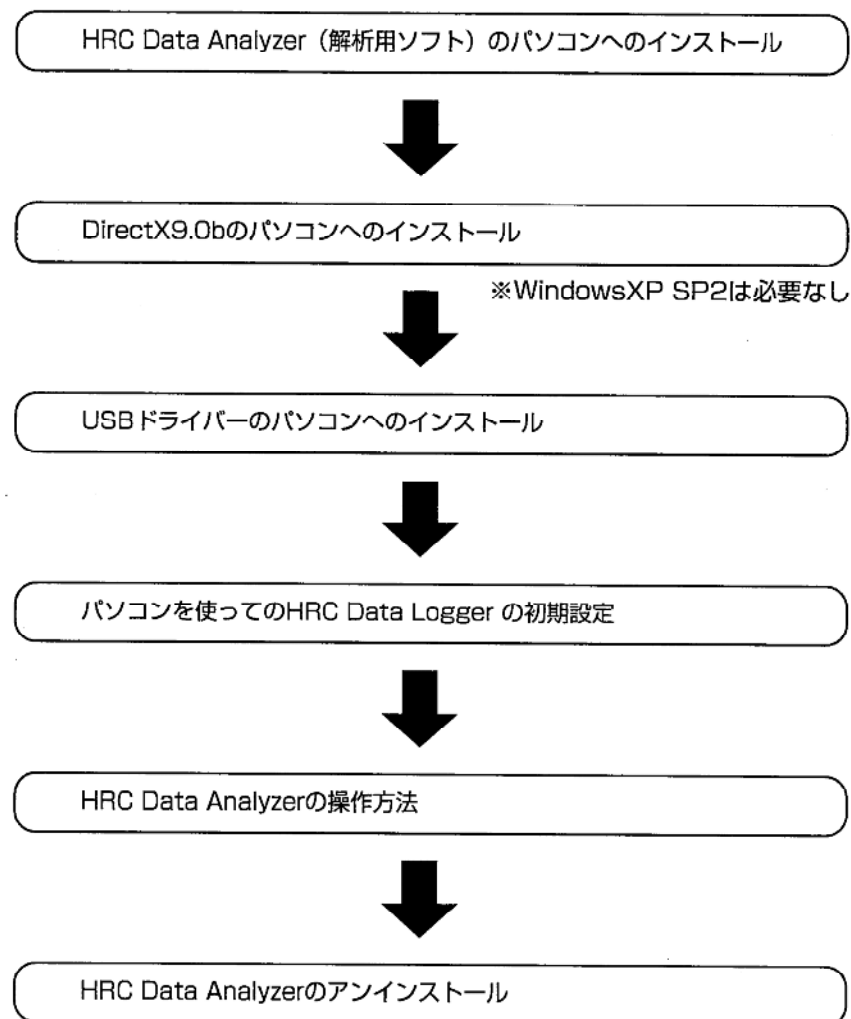 HRC Data Analyzer（解析用ソフト）のパソコンへのインストール
DirectX9.0bのパソコンへのインストール
※WindowsXP SP2は必要なし
USBドライバーのパソコンへのインストール
パソコンを使ってのHRC Data Logger の初期設定
HRC Data Analyzerの操作方法
HRC Data Analyzerのアンインストール